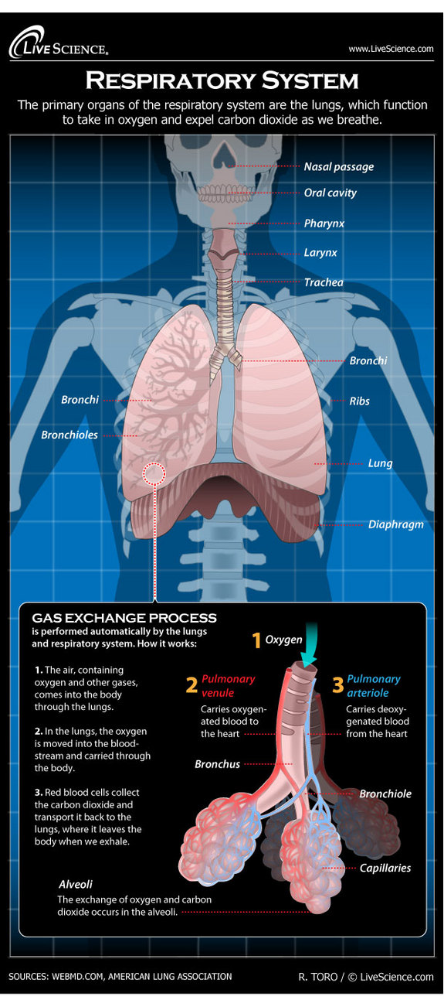 LIVESCIENCE®
www.LiveScience.com
RESPIRATORY SYSTEM
The primary organs of the respiratory system are the lungs, which function
to take in oxygen and expel carbon dioxide as we breathe.
Nasal passage
Oral cavity
Pharynx
Larynx
Trachea
Bronchi
Bronchi
Ribs
Bronchioles
Lung
Diaphragm
GAS EXCHANGE PROCESS
is performed automatically by the lungs
and respiratory system. How it works:
1. The air, containing
oxygen and other gases,
comes into the body
through the lungs.
2. In the lungs, the oxygen
is moved into the blood-
stream and carried through
the body.
3. Red blood cells collect
the carbon dioxide and
transport it back to the
lungs, where it leaves the
body when we exhale.
1 Oxygen
2 Pulmonary
venule
Carries oxygen-
ated blood to
the heart
3 Pulmonary
arteriole
Carries deoxy-
genated blood
from the heart
Bronchus
Bronchiole
Capillaries
Alveoli
The exchange of oxygen and carbon
dioxide occurs in the alveoli.
SOURCES: WEBMD.COM, AMERICAN LUNG ASSOCIATION
R. TORO / © LiveScience.com